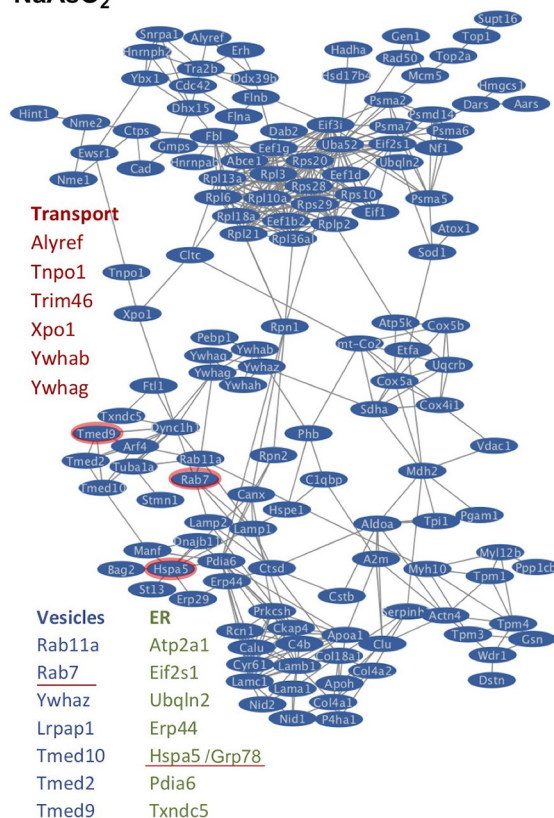 NaAsO2
Supt16
Snrpa1 Alyref Gen1 Top1
Hnrnph2 Erh Hadha Rad50 Top2a
Tra2b
Ybx1 Cdc42 Ddx39b Hsd17b4 Mcm5 Hmgcs1
Dhx15 Flnb Psma2 Dars Aars
Hint1 Nme2 Flna Psmd14
Ctps Fbl Dab2 Eif3i Psma7 Psma6
Ewsr1 Gmps Eef1g Uba52 Eif2s1 Nf1
Cad Hnrnpab Abce1 Rps20 Ubqln2
Nme1 Rpl13a Rpl3 Eef1d
Rps28
Rpl6 Rpl10a Rps10 Psma5
Rps29
Transport Rpl18a Eef1b2 Rplp2 Eif1
Rpl21 Rpl36al Atox1
Alyref Cltc Sod1
Tnpo1 Tnpo1
Trim46
Xpo1 Xpo1 Rpn1 Atp5k Cox5b
Ywhab Pebp1 mt-Co2 Etfa
Ywhaq Ywhab Uqcrb
Ywhag Ywhag Ywhaz Cox5a
Ftl1 Ywhah Sdha Cox4i1
Txndc5
Tmed9 Dync1h1 Phb
Arf4 Vdac1
Tmed2 Tuba1a Rab11a Rpn2 Mdh2
Rab7 C1qbp
Tmed10 Stmn1 Canx
Hspe1 Pgam1
Lamp2 Lamp1 Aldoa Tpi1
Dnajb11
Manf Myl12b
Bag2 Hspa5 Pdia6 Ctsd A2m Myh10 Tpm1 Ppp1cb
Erp44
St13 Erp29 Cstb
Prkcsh Serpinh Actn4
Vesicles ER Rcn1 Ckap4 Apoa1 Tpm3 Tpm4
Rab11a Atp2a1 Calu C4b Clu Gsn
Col18a1 Wdr1
Rab7 Eif2s1 Cyr61 Lamb1 Col4a2
Lamc1 Lama1 Apoh Dstn
Ywhaz Ubqln2 Nid2 Col4a1
Lrpap1 Erp44 Nid1 P4ha1
Tmed10 Hspa5 /Grp78
Tmed2 Pdia6
Tmed9 Txndc5